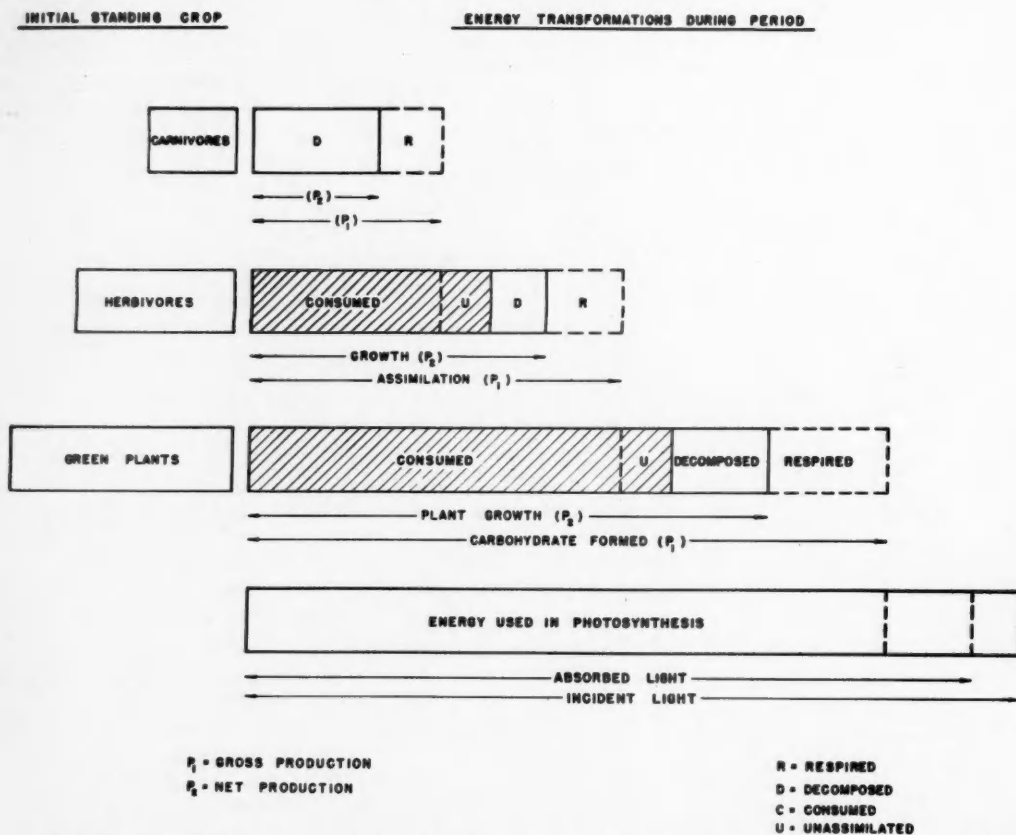 INITIAL STANDING CROP
ENERGY TRANSFORMATIONS DURING PERIOD
CARNIVORES
D
R
(P2)
(P1)
HERBIVORES
CONSUMED
U
D
R
GROWTH (P2)
ASSIMILATION (P1)
GREEN PLANTS
CONSUMED
U
DECOMPOSED
RESPIRED
PLANT GROWTH (P2)
CARBOHYDRATE FORMED (P1)
ENERGY USED IN PHOTOSYNTHESIS
ABSORBED LIGHT
INCIDENT LIGHT
P1 = GROSS PRODUCTION
P2 = NET PRODUCTION
R = RESPIRED
D = DECOMPOSED
C = CONSUMED
U = UNASSIMILATED